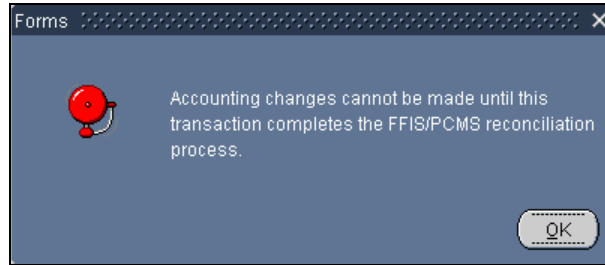 Forms
Accounting changes cannot be made until this
transaction completes the FFIS/PCMS reconciliation
process.
OK